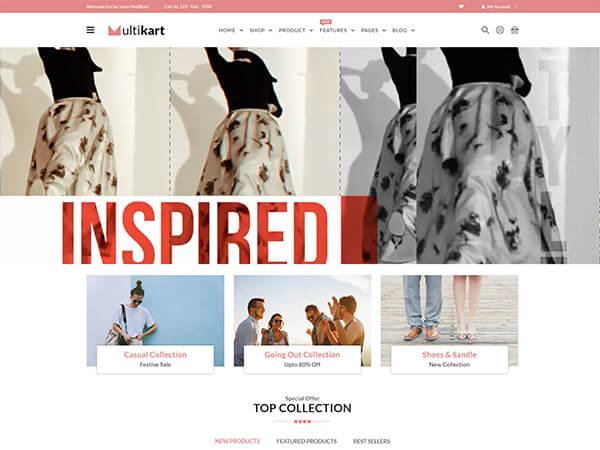 Welcome to Our store Multikart
Call Us: 123 - 456 - 7890
My Account
Multikart
HOME
SHOP
PRODUCT
NEW
FEATURES
PAGES
BLOG
TYL
INSPIRED
Casual Collection
Festive Sale
Going Out Collection
Upto 80% Off
Shoes & Sandle
New Collection
Special Offer
TOP COLLECTION
NEW PRODUCTS
FEATURED PRODUCTS
BEST SELLERS